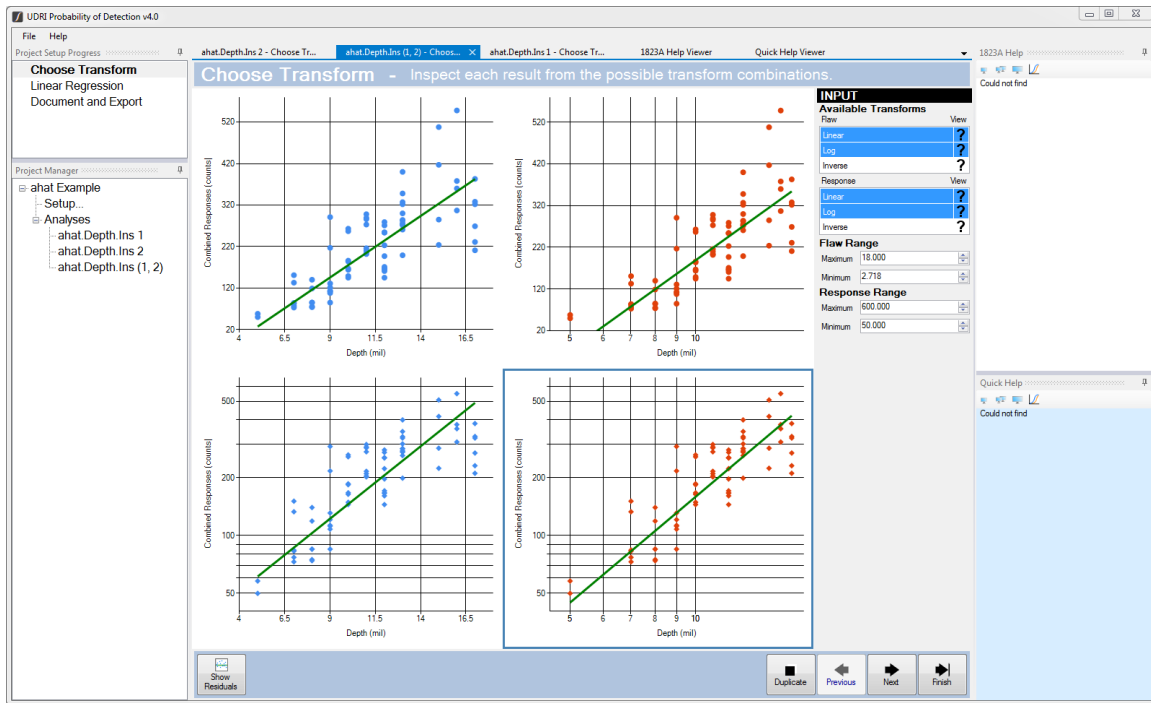 UDRI Probability of Detection v4.0
File Help
Project Setup Progress
Choose Transform
Linear Regression
Document and Export
Project Manager
ahat Example
Setup...
Analyses
ahat.Depth.Ins 1
ahat.Depth.Ins 2
ahat.Depth.Ins (1, 2)
ahat.Depth.Ins 2 - Choose Tr... ahat.Depth.Ins (1, 2) - Choos... ahat.Depth.Ins 1 - Choose Tr... 1823A Help Viewer Quick Help Viewer
Choose Transform - Inspect each result from the possible transform combinations.
Combined Responses (counts)
520
420
320
220
120
20
4 6.5 9 11.5 14 16.5
Depth (mil)
Combined Responses (counts)
520
420
320
220
120
20
5 6 7 8 9 10
Depth (mil)
Combined Responses (counts)
500
200
100
50
4 6.5 9 11.5 14 16.5
Depth (mil)
Combined Responses (counts)
500
200
100
50
5 6 7 8 9 10
Depth (mil)
INPUT
Available Transforms
Flaw View
Linear ?
Log ?
Inverse ?
Response View
Linear ?
Log ?
Inverse ?
Flaw Range
Maximum 18.000
Minimum 2.718
Response Range
Maximum 600.000
Minimum 50.000
Show
Residuals
Duplicate Previous Next Finish
1823A Help
Could not find
Quick Help
Could not find